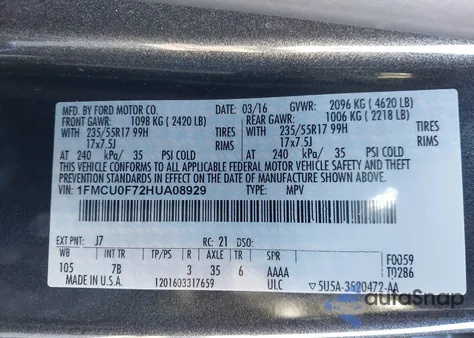 MFD. BY FORD MOTOR CO. 03/16 GVWR: 2096 KG ( 4620 LB)
FRONT GAWR: 1098 KG ( 2420 LB) REAR GAWR: 1006 KG ( 2218 LB)
WITH 235/55R17 99H TIRES WITH 235/55R17 99H TIRES
17x7.5J RIMS 17x7.5J RIMS
AT 240 kPa/ 35 PSI COLD AT 240 kPa/ 35 PSI COLD
THIS VEHICLE CONFORMS TO ALL APPLICABLE FEDERAL MOTOR VEHICLE SAFETY, BUMPER, AND
THEFT PREVENTION STANDARDS IN EFFECT ON THE DATE OF MANUFACTURE SHOWN ABOVE.
VIN: 1FMCU0F72HUA08929 TYPE: MPV
EXT PNT: J7 RC: 21 DSO:
WB INT TR TP/PS R AXLE TR SPR F0059
105 7B 3 35 6 AAAA T0286
MADE IN U.S.A. 1201603317659 ULC ▽5U5A-3520472-AA
autoSnap